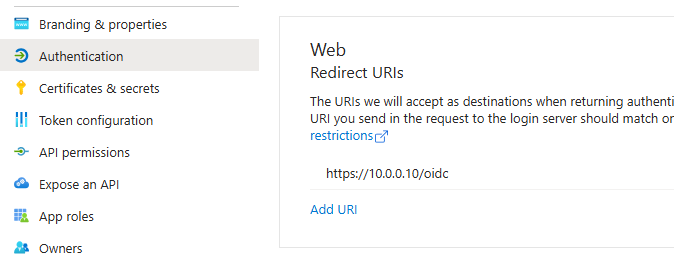 Branding & properties
Authentication
Certificates & secrets
Token configuration
API permissions
Expose an API
App roles
Owners
Web
Redirect URIs
The URIs we will accept as destinations when returning authenti
URI you send in the request to the login server should match or
restrictions
https://10.0.0.10/oidc
Add URI